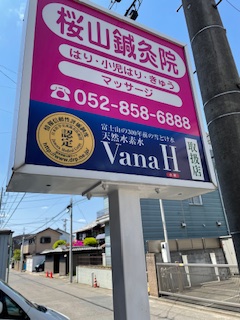 桜山鍼灸院
はり・小児はり・きゅう
マッサージ
☎052-858-6888
認定
富士山の300年前の雪どけ水
天然水素水
VanaH
取扱店